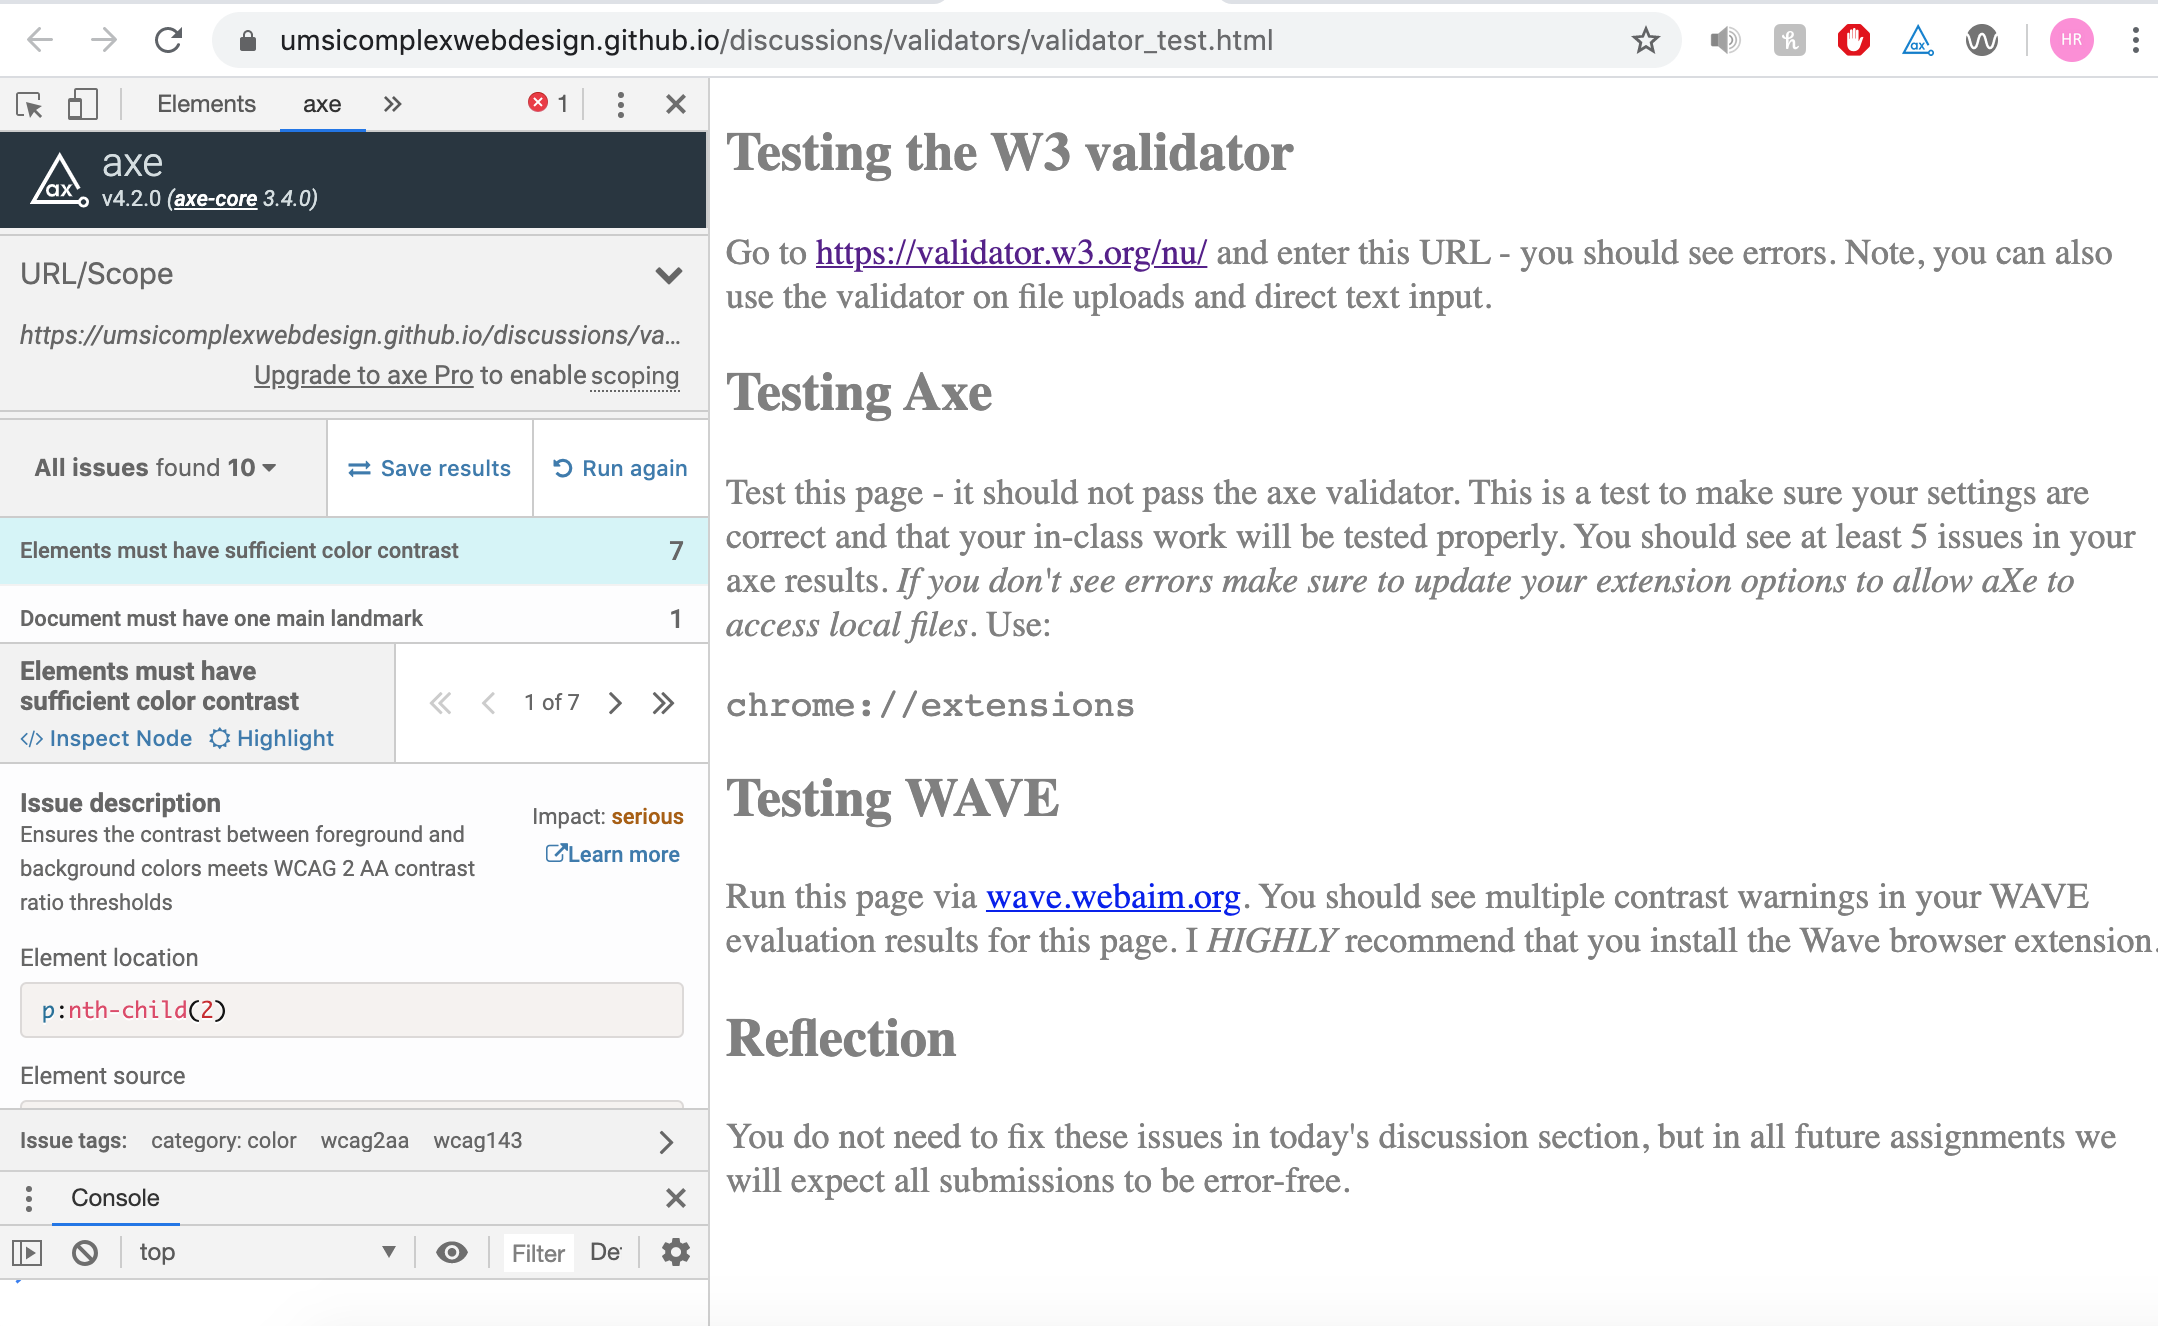 umsicomplexwebdesign.github.io/discussions/validators/validator_test.html
HR
Elements
axe
1
axe
v4.2.0 (axe-core 3.4.0)
URL/Scope
https://umsicomplexwebdesign.github.io/discussions/va...
Upgrade to axe Pro to enable scoping
All issues found 10
Save results
Run again
Elements must have sufficient color contrast 7
Document must have one main landmark 1
Elements must have
sufficient color contrast
Inspect Node
Highlight
1 of 7
Issue description
Impact: serious
Ensures the contrast between foreground and
background colors meets WCAG 2 AA contrast
ratio thresholds
Learn more
Element location
p:nth-child(2)
Element source
Issue tags: category: color wcag2aa wcag143
Console
top
Filter
De
Testing the W3 validator
Go to https://validator.w3.org/nu/ and enter this URL - you should see errors. Note, you can also
use the validator on file uploads and direct text input.
Testing Axe
Test this page - it should not pass the axe validator. This is a test to make sure your settings are
correct and that your in-class work will be tested properly. You should see at least 5 issues in your
axe results. If you don't see errors make sure to update your extension options to allow aXe to
access local files. Use:
chrome://extensions
Testing WAVE
Run this page via wave.webaim.org. You should see multiple contrast warnings in your WAVE
evaluation results for this page. I HIGHLY recommend that you install the Wave browser extension.
Reflection
You do not need to fix these issues in today's discussion section, but in all future assignments we
will expect all submissions to be error-free.